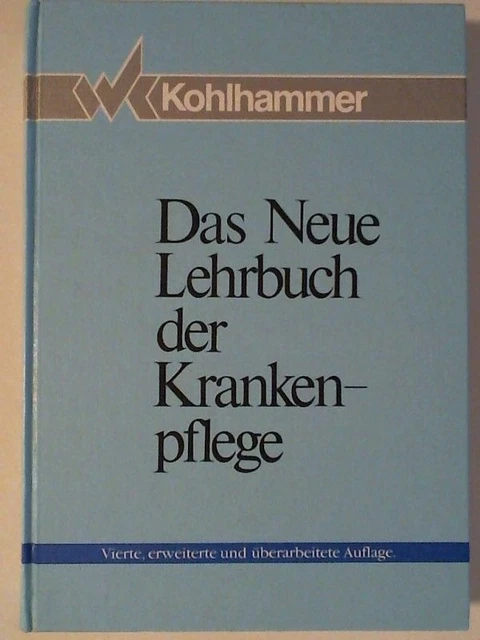 Kohlhammer
Das Neue
Lehrbuch
der
Kranken–
pflege
Vierte, erweiterte und überarbeitete Auflage.